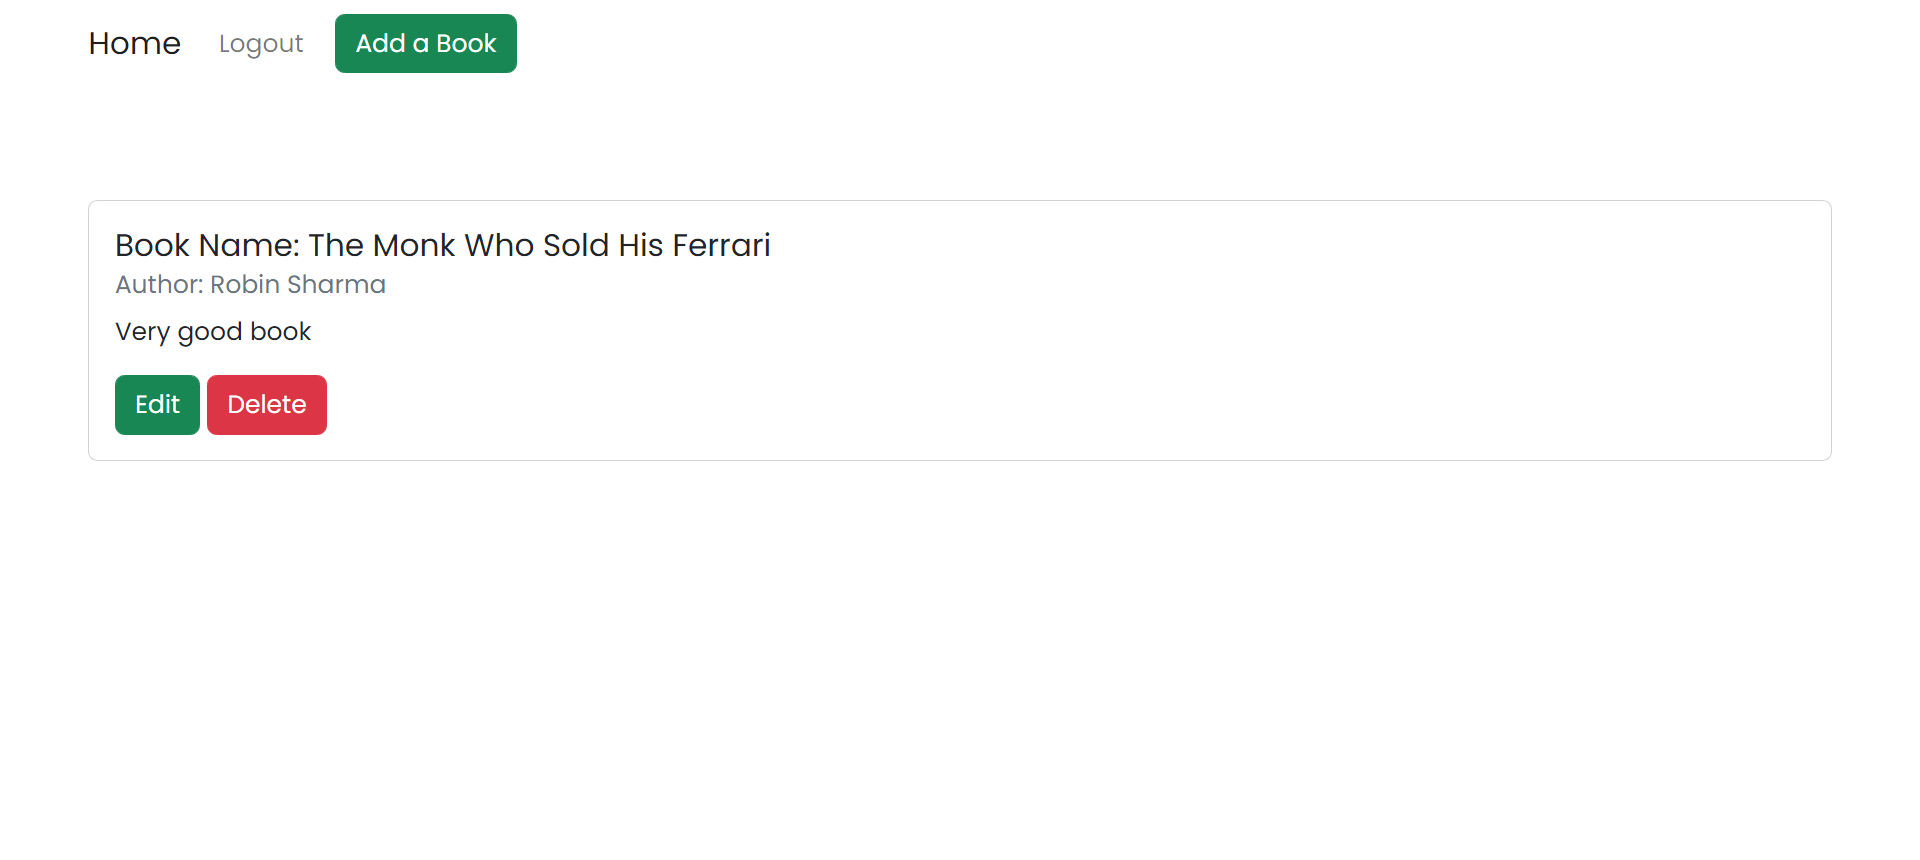 Home Logout Add a Book
Book Name: The Monk Who Sold His Ferrari
Author: Robin Sharma
Very good book
Edit Delete